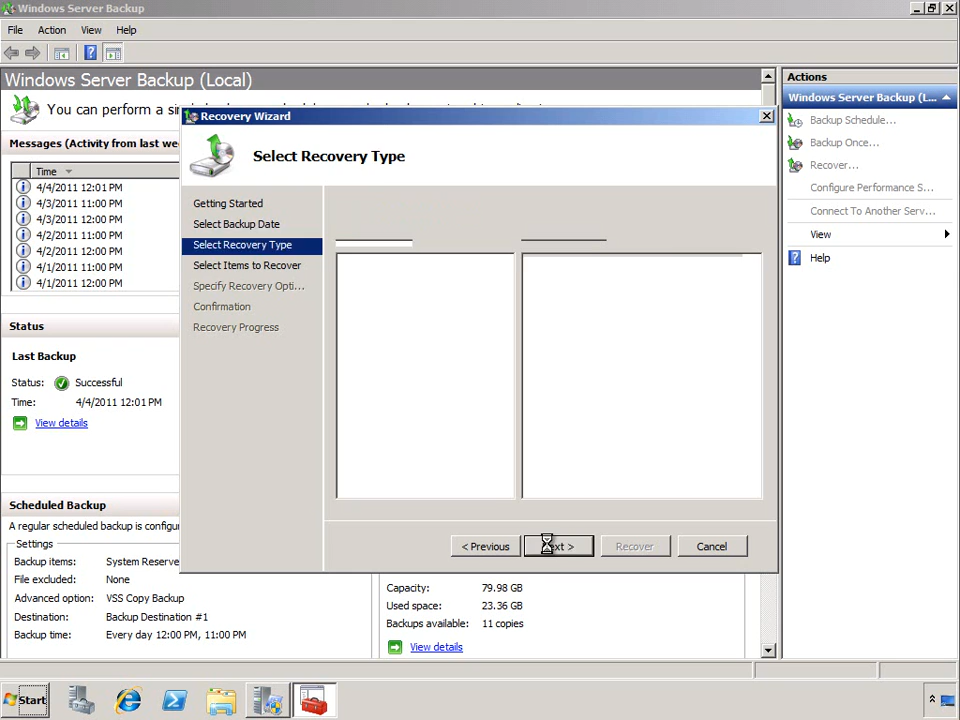 Windows Server Backup
File Action View Help
Windows Server Backup (Local)
You can perform a si
Messages (Activity from last we
Time
4/4/2011 12:01 PM
4/3/2011 11:00 PM
4/3/2011 12:00 PM
4/2/2011 11:00 PM
4/2/2011 12:00 PM
4/1/2011 11:00 PM
4/1/2011 12:00 PM
Status
Last Backup
Status: Successful
Time: 4/4/2011 12:01 PM
View details
Scheduled Backup
A regular scheduled backup is configu
Settings
Backup items: System Reserve
File excluded: None
Advanced option: VSS Copy Backup
Destination: Backup Destination #1
Backup time: Every day 12:00 PM, 11:00 PM
Recovery Wizard
Select Recovery Type
Getting Started
Select Backup Date
Select Recovery Type
Select Items to Recover
Specify Recovery Opti...
Confirmation
Recovery Progress
< Previous
ext >
Recover
Cancel
Capacity: 79.98 GB
Used space: 23.36 GB
Backups available: 11 copies
View details
Actions
Windows Server Backup (L...
Backup Schedule...
Backup Once...
Recover...
Configure Performance S...
Connect To Another Serv...
View
Help
Start